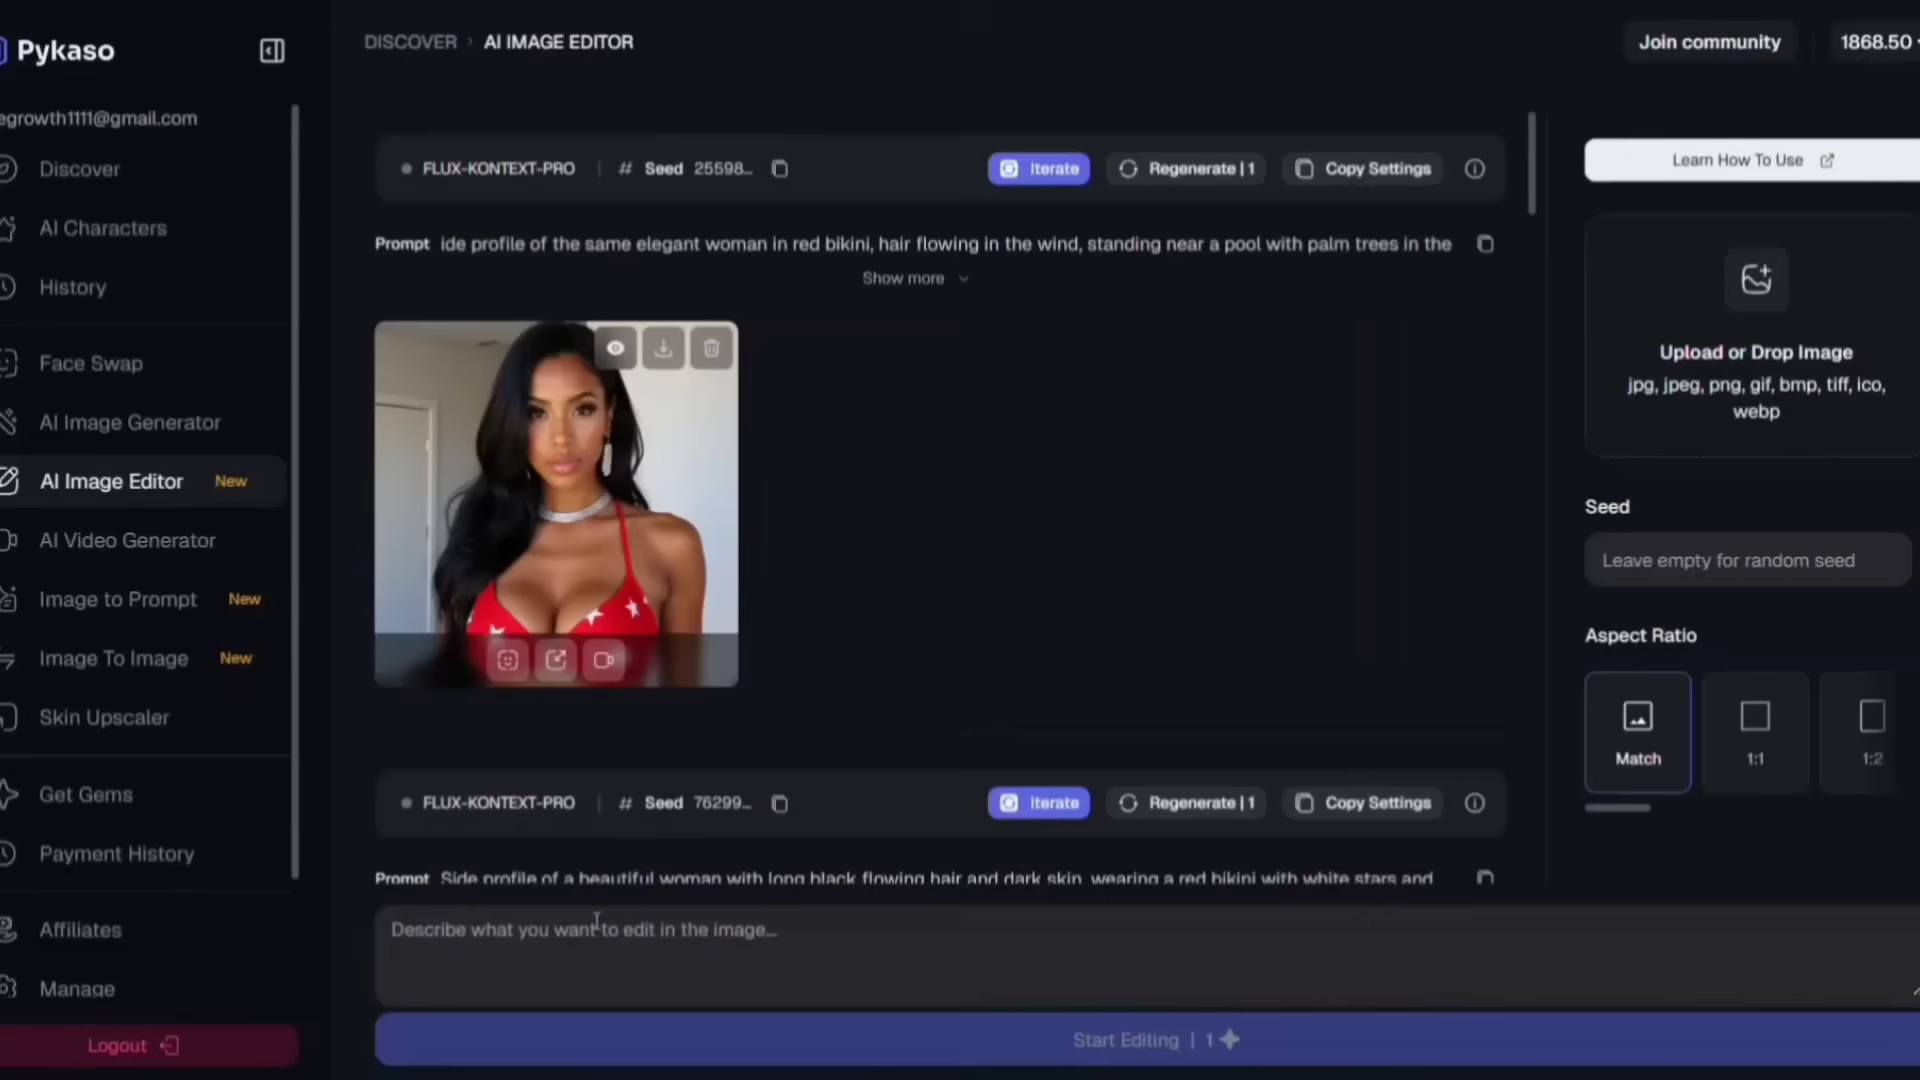 Pykaso
DISCOVER › AI IMAGE EDITOR
Join community
1868.50
egrowth1111@gmail.com
Discover
AI Characters
History
Face Swap
AI Image Generator
AI Image Editor New
AI Video Generator
Image to Prompt New
Image To Image New
Skin Upscaler
Get Gems
Payment History
Affiliates
Manage
Logout
FLUX-KONTEXT-PRO | # Seed 25598...
Iterate
Regenerate | 1
Copy Settings
Prompt ide profile of the same elegant woman in red bikini, hair flowing in the wind, standing near a pool with palm trees in the
Show more
FLUX-KONTEXT-PRO | # Seed 76299...
Iterate
Regenerate | 1
Copy Settings
Prompt Side profile of a beautiful woman with long black flowing hair and dark skin, wearing a red bikini with white stars and
Describe what you want to edit in the image...
Start Editing | 1
Learn How To Use
Upload or Drop Image
jpg, jpeg, png, gif, bmp, tiff, ico,
webp
Seed
Leave empty for random seed
Aspect Ratio
Match
1:1
1:2